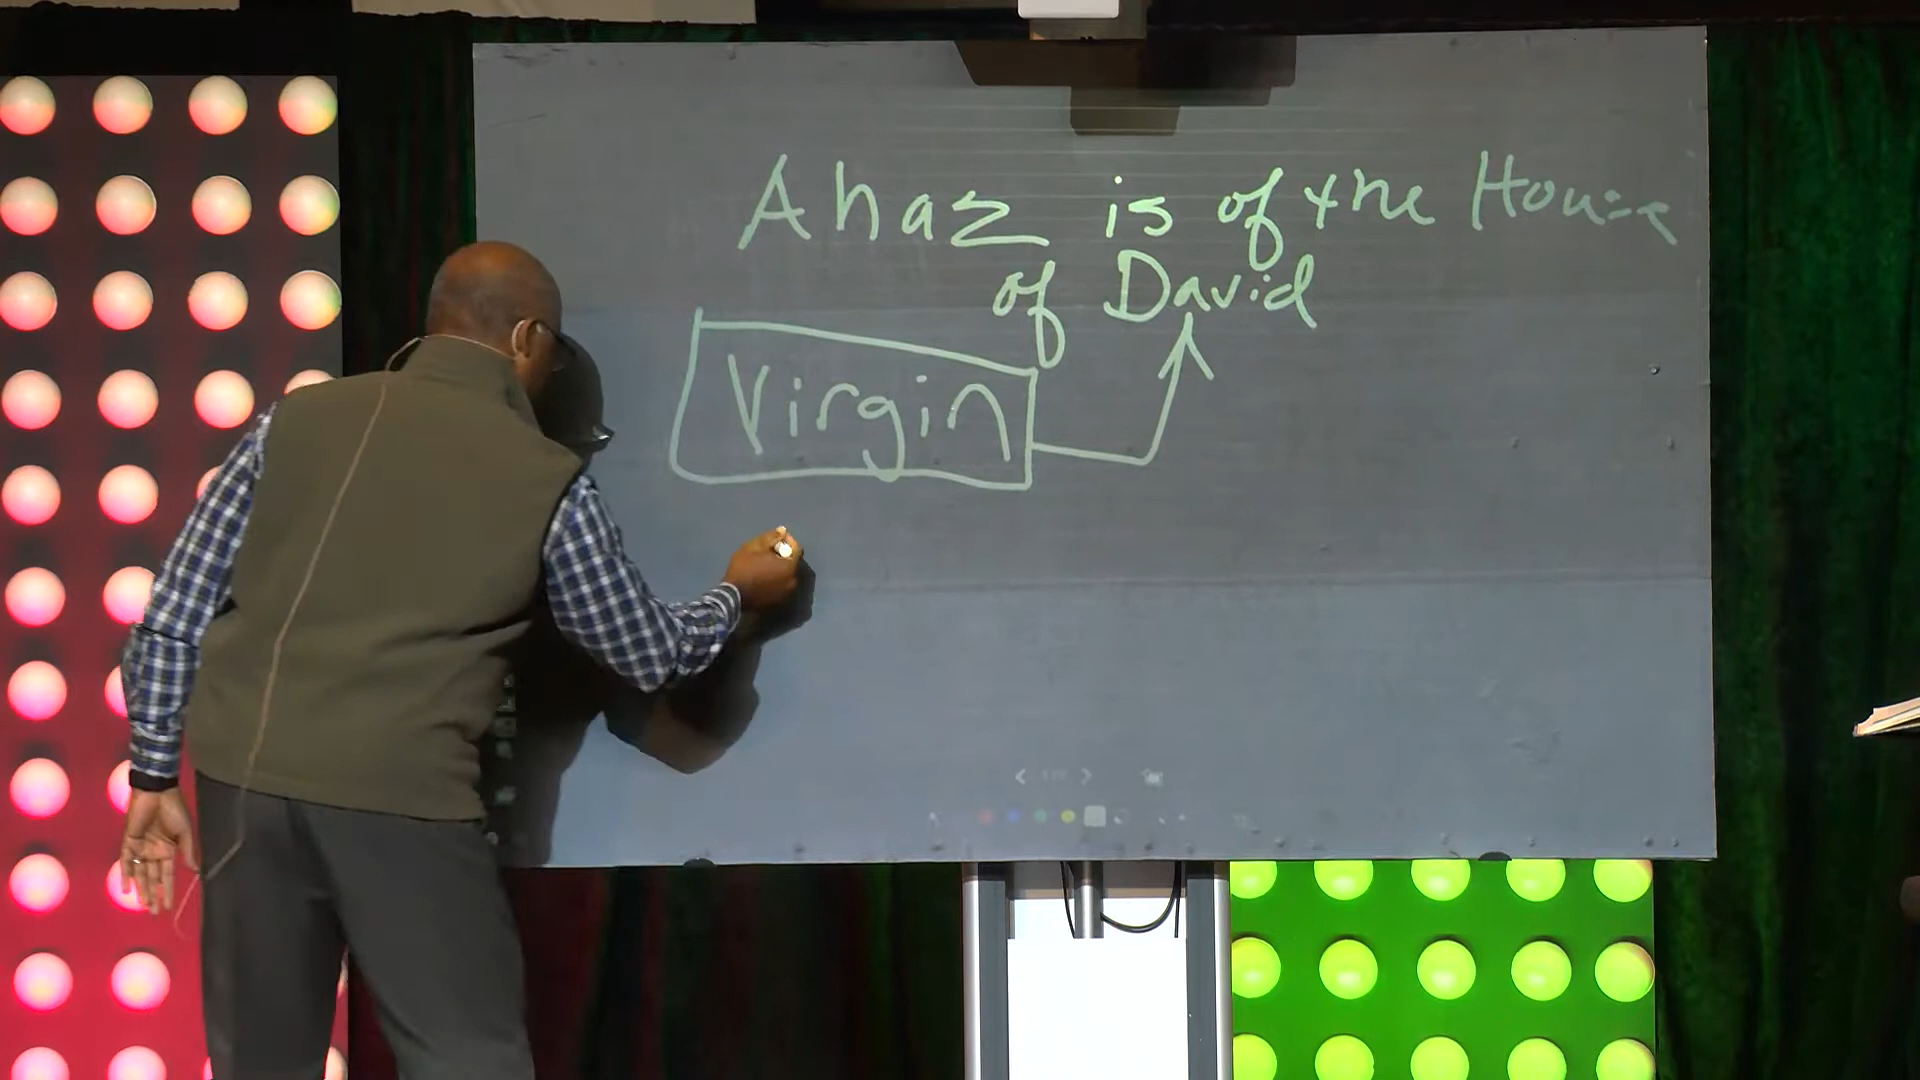 Ahaz is of the House
of David
Virgin